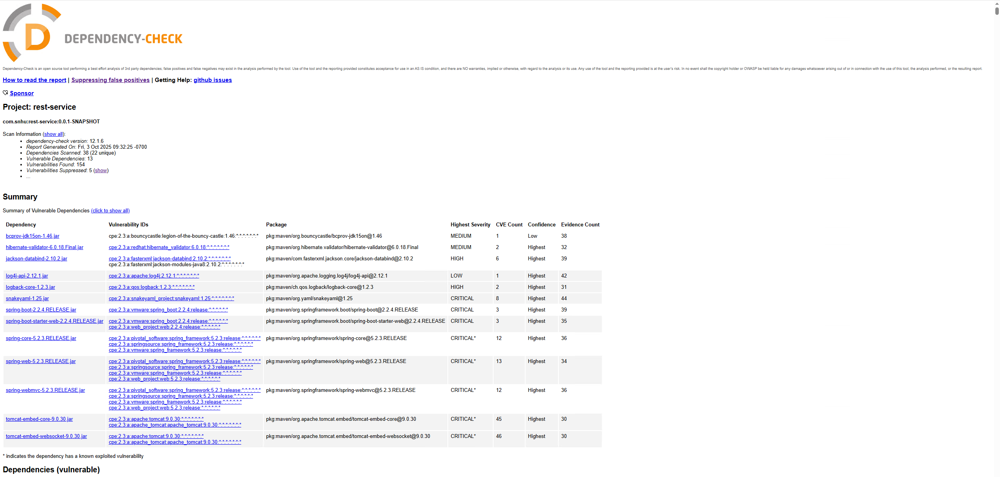 D DEPENDENCY-CHECK
Dependency-Check is an open source tool performing a best effort analysis of 3rd party dependencies; false positives and false negatives may exist in the analysis performed by the tool. Use of the tool and the reporting provided constitutes acceptance for use in an AS IS condition, and there are NO warranties, implied or otherwise, with regard to the analysis or its use. Any use of the tool and the reporting provided is at the user's risk. In no event shall the copyright holder or OWASP be held liable for any damages whatsoever arising out of or in connection with the use of this tool, the analysis performed, or the resulting report.
How to read the report | Suppressing false positives | Getting Help: github issues
Sponsor
Project: rest-service
com.snhu:rest-service:0.0.1-SNAPSHOT
Scan Information (show all):
• dependency-check version: 12.1.6
• Report Generated On: Fri, 3 Oct 2025 09:32:25 -0700
• Dependencies Scanned: 38 (22 unique)
• Vulnerable Dependencies: 13
• Vulnerabilities Found: 154
• Vulnerabilities Suppressed: 5 (show)
• ...
Summary
Summary of Vulnerable Dependencies (click to show all)
Dependency Vulnerability IDs Package Highest Severity CVE Count Confidence Evidence Count
bcprov-jdk15on-1.46.jar cpe:2.3:a:bouncycastle:legion-of-the-bouncy-castle:1.46:*:*:*:*:*:*:* pkg:maven/org.bouncycastle/bcprov-jdk15on@1.46 MEDIUM 1 Low 38
hibernate-validator-6.0.18.Final.jar cpe:2.3:a:redhat:hibernate_validator:6.0.18:*:*:*:*:*:*:* pkg:maven/org.hibernate.validator/hibernate-validator@6.0.18.Final MEDIUM 2 Highest 32
jackson-databind-2.10.2.jar cpe:2.3:a:fasterxml:jackson-databind:2.10.2:*:*:*:*:*:*:* pkg:maven/com.fasterxml.jackson.core/jackson-databind@2.10.2 HIGH 6 Highest 39
cpe:2.3:a:fasterxml:jackson-modules-java8:2.10.2:*:*:*:*:*:*:*
log4j-api-2.12.1.jar cpe:2.3:a:apache:log4j:2.12.1:*:*:*:*:*:*:* pkg:maven/org.apache.logging.log4j/log4j-api@2.12.1 LOW 1 Highest 42
logback-core-1.2.3.jar cpe:2.3:a:qos:logback:1.2.3:*:*:*:*:*:*:* pkg:maven/ch.qos.logback/logback-core@1.2.3 HIGH 2 Highest 31
snakeyaml-1.25.jar cpe:2.3:a:snakeyaml_project:snakeyaml:1.25:*:*:*:*:*:*:* pkg:maven/org.yaml/snakeyaml@1.25 CRITICAL 8 Highest 44
spring-boot-2.2.4.RELEASE.jar cpe:2.3:a:vmware:spring_boot:2.2.4:release:*:*:*:*:*:* pkg:maven/org.springframework.boot/spring-boot@2.2.4.RELEASE CRITICAL 3 Highest 39
spring-boot-starter-web-2.2.4.RELEASE.jar cpe:2.3:a:vmware:spring_boot:2.2.4:release:*:*:*:*:*:* pkg:maven/org.springframework.boot/spring-boot-starter-web@2.2.4.RELEASE CRITICAL 3 Highest 35
cpe:2.3:a:web_project:web:2.2.4:release:*:*:*:*:*:*
spring-core-5.2.3.RELEASE.jar cpe:2.3:a:pivotal_software:spring_framework:5.2.3:release:*:*:*:*:*:* pkg:maven/org.springframework/spring-core@5.2.3.RELEASE CRITICAL* 12 Highest 36
cpe:2.3:a:springsource:spring_framework:5.2.3:release:*:*:*:*:*:*
cpe:2.3:a:vmware:spring_framework:5.2.3:release:*:*:*:*:*:*
spring-web-5.2.3.RELEASE.jar cpe:2.3:a:pivotal_software:spring_framework:5.2.3:release:*:*:*:*:*:* pkg:maven/org.springframework/spring-web@5.2.3.RELEASE CRITICAL* 13 Highest 34
cpe:2.3:a:springsource:spring_framework:5.2.3:release:*:*:*:*:*:*
cpe:2.3:a:vmware:spring_framework:5.2.3:release:*:*:*:*:*:*
cpe:2.3:a:web_project:web:5.2.3:release:*:*:*:*:*:*
spring-webmvc-5.2.3.RELEASE.jar cpe:2.3:a:pivotal_software:spring_framework:5.2.3:release:*:*:*:*:*:* pkg:maven/org.springframework/spring-webmvc@5.2.3.RELEASE CRITICAL* 12 Highest 36
cpe:2.3:a:springsource:spring_framework:5.2.3:release:*:*:*:*:*:*
cpe:2.3:a:vmware:spring_framework:5.2.3:release:*:*:*:*:*:*
cpe:2.3:a:web_project:web:5.2.3:release:*:*:*:*:*:*
tomcat-embed-core-9.0.30.jar cpe:2.3:a:apache:tomcat:9.0.30:*:*:*:*:*:*:* pkg:maven/org.apache.tomcat.embed/tomcat-embed-core@9.0.30 CRITICAL* 45 Highest 30
cpe:2.3:a:apache_tomcat:apache_tomcat:9.0.30:*:*:*:*:*:*:*
tomcat-embed-websocket-9.0.30.jar cpe:2.3:a:apache:tomcat:9.0.30:*:*:*:*:*:*:* pkg:maven/org.apache.tomcat.embed/tomcat-embed-websocket@9.0.30 CRITICAL* 46 Highest 30
cpe:2.3:a:apache_tomcat:apache_tomcat:9.0.30:*:*:*:*:*:*:*
* indicates the dependency has a known exploited vulnerability
Dependencies (vulnerable)